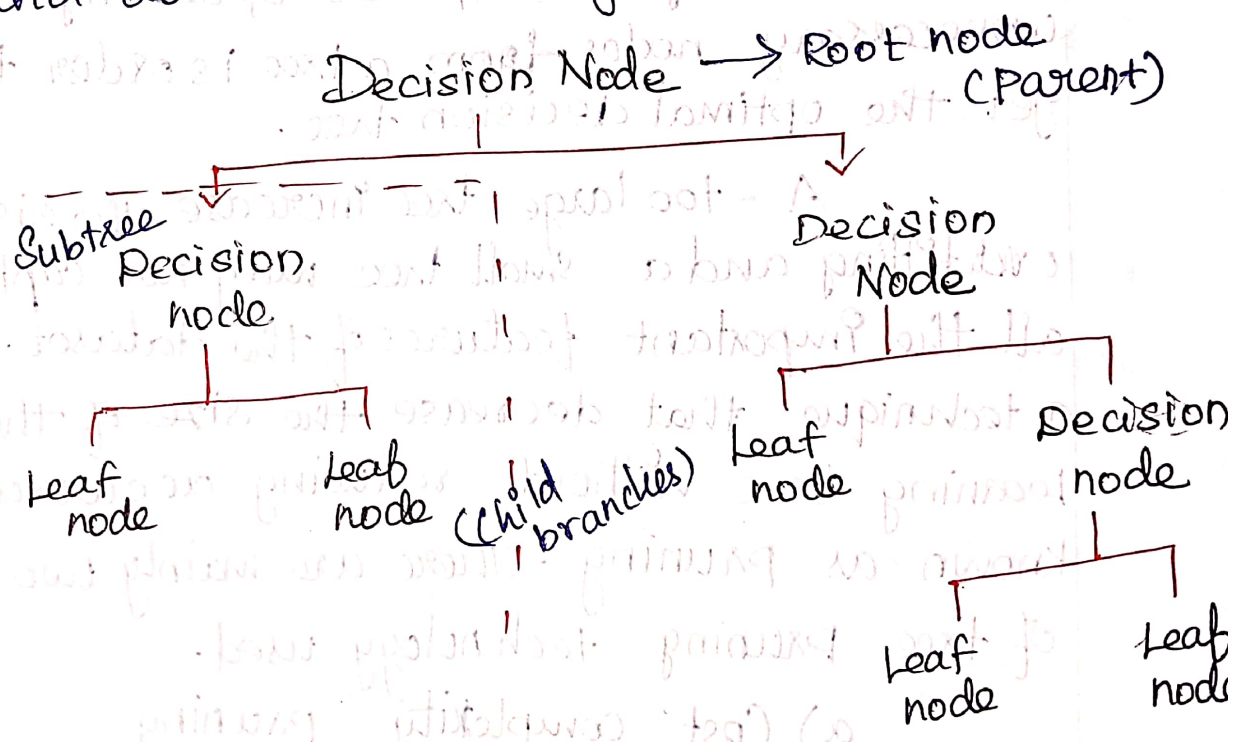 Decision Node → Root node
(Parent)
Subtree
Decision
node
Decision
Node
Leaf
node
Leaf
node
(Child
branches)
Leaf
node
Decision
node
Leaf
node
Leaf
node